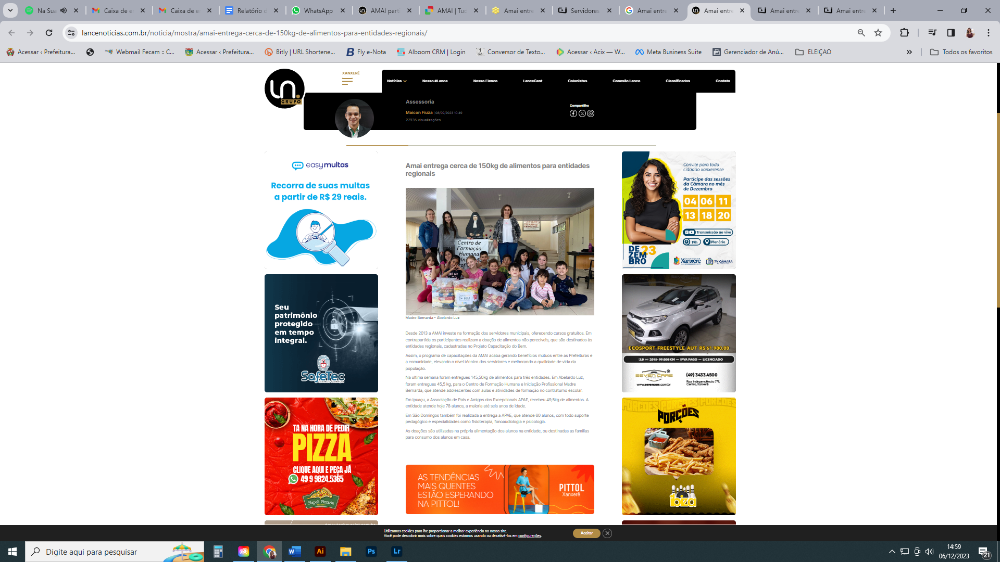 Na Sua
Caixa de e
Caixa de e
Relatório d
WhatsApp
AMAI part
AMAI | Tud
Amai entre
Servidores
Amai entre
Amai entre
Amai entre
Amai entre
lancenoticias.com.br/noticia/mostra/amai-entrega-cerca-de-150kg-de-alimentos-para-entidades-regionais/
Acessar ‹ Prefeitura...
Webmail Fecam :: C...
Acessar ‹ Prefeitura...
Bitly | URL Shortene...
Fly e-Nota
Alboom CRM | Login
Conversor de Texto...
Acessar ‹ Acix — W...
Meta Business Suite
Gerenciador de Anú...
ELEIÇAO
Todos os favoritos
GRUPO
XANXERÊ
Notícias
Nosso #Lance
Nosso Elenco
LanceCast
Colunistas
Conexão Lance
Classificados
Contato
Assessoria
Maicon Fiuza | 08/09/2023 10:49
27935 visualizações
Compartilhe
easymultas
Recorra de suas multas
a partir de R$ 29 reais.
Seu
patrimônio
protegido
em tempo
integral.
SafeTec
TA NA HORA DE PEDIR
PIZZA
CLIQUE AQUI E PEÇA JÁ
49 9 9824.5365
Napoli Pizzaria
Amai entrega cerca de 150kg de alimentos para entidades
regionais
Centro de
Formação
Humana e
Iniciação
Profis
DO BEM
Madre Bernarda - Abelardo Luz
Desde 2013 a AMAI investe na formação dos servidores municipais, oferecendo cursos gratuitos. Em
contrapartida os participantes realizam a doação de alimentos não perecíveis, que são destinados às
entidades regionais, cadastradas no Projeto Capacitação do Bem.
Assim, o programa de capacitações da AMAI acaba gerando benefícios mútuos entre as Prefeituras e
a comunidade, elevando o nível técnico dos servidores e melhorando a qualidade de vida da
população.
Na ultima semana foram entregues 145,50kg de alimentos para três entidades. Em Abelardo Luz,
foram entregues 45,5 kg, para o Centro de Formação Humana e Iniciação Profissional Madre
Bernarda, que atende adolescentes com aulas e atividades de formação no contraturno escolar.
Em Ipuaçu, a Associação de Pais e Amigos dos Excepcionais APAE, recebeu 49,5kg de alimentos. A
entidade atende hoje 78 alunos, a maioria até seis anos de idade.
Em São Domingos também foi realizada a entrega a APAE, que atende 60 alunos, com todo suporte
pedagógico e especialidades como fisioterapia, fonoaudiologia e psicologia.
As doações são utilizadas na própria alimentação dos alunos na entidade, ou destinadas as famílias
para consumo dos alunos em casa.
AS TENDÊNCIAS
MAIS QUENTES
ESTÃO ESPERANDO
NA PITTOL!
PITTOL
Xanxerê
Convite para todo
cidadão xanxerense
Participe das sessões
da Câmara no mês
de Dezembro
04 06 11
13 18 20
Transmissão ao vivo
19h
Plenário
DE
ZEM
BRO
23
Xanxerê
TV CÂMARA
ECOSPORT FREESTYLE AUT R$ 61.900,00
2.0 — 2015- 99.000 KM — IPVA PAGO — LICENCIADO
SEVEN CARS
www.sevencars.com.br
(49) 3433.4500
Rua Independência 779,
Centro, Xanxerê
PORÇÕES PORÇÕES PORÇÕES
PORÇÕES
ibiza
Utilizamos cookies para lhe proporcionar a melhor experiência no nosso site.
Você pode descobrir mais sobre quais cookies estamos usando ou desativá-los em configurações.
Aceitar
Digite aqui para pesquisar
W
Ai
Ps
Lr
14:59
06/12/2023
21